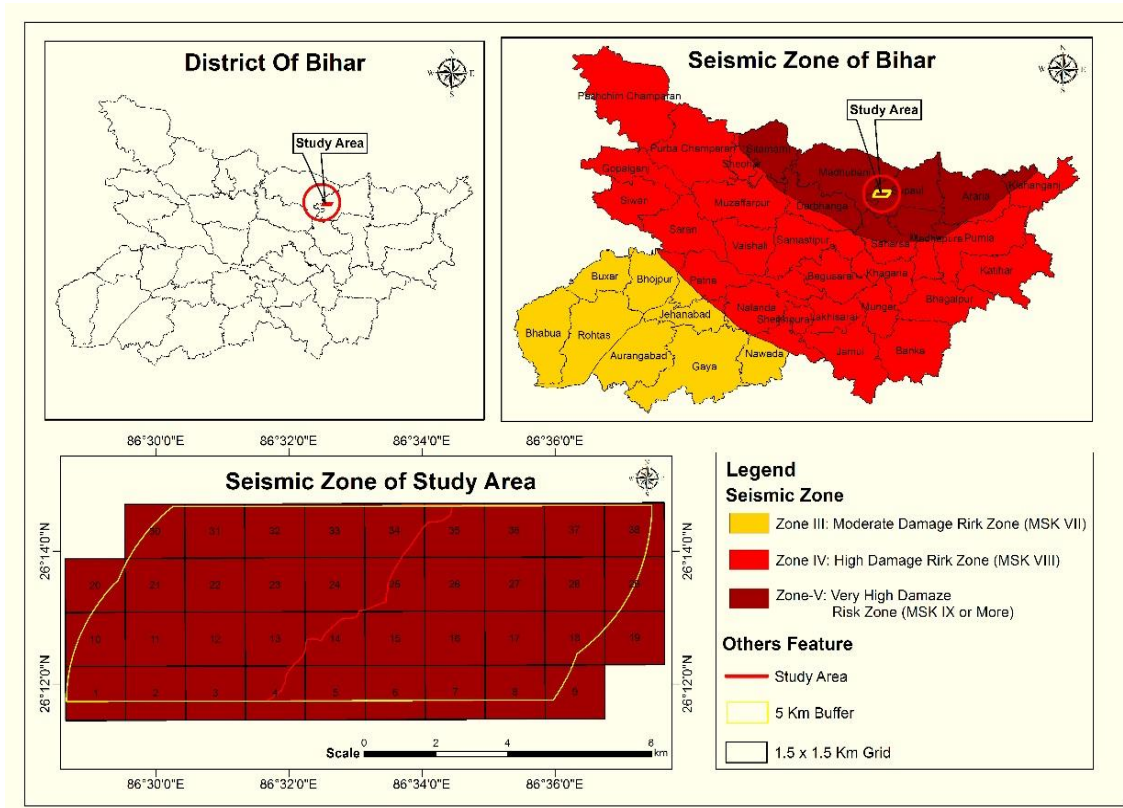 District Of Bihar
N
W E
S
Study Area
Seismic Zone of Bihar
N
W E
S
Study Area
Pashchim Champaran
Purba Champaran
Sheohar
Sitamarhi
Gopalganj
Madhubani
Siwan
Muzaffarpur
Darbhanga
paul
Araria
Kishanganj
Saran
Vaishali
Samastipur
Saharsa
Madhepura
Purnia
Buxar
Bhojpur
Patna
Begusarai
Khagaria
Katihar
Bhabua
Rohtas
Jehanabad
Nalanda
Sheikhpura
Lakhisarai
Munger
Bhagalpur
Aurangabad
Gaya
Nawada
Jamui
Banka
86°30'0"E 86°32'0"E 86°34'0"E 86°36'0"E
Seismic Zone of Study Area
N
W E
S
26°14'0"N
26°12'0"N
30 31 32 33 34 35 36 37 38
20 21 22 23 24 25 26 27 28 29
10 11 12 13 14 15 16 17 18 19
1 2 3 4 5 6 7 8 9
26°14'0"N
26°12'0"N
Scale 0 2 4 6
km
86°30'0"E 86°32'0"E 86°34'0"E 86°36'0"E
Legend
Seismic Zone
Zone III: Moderate Damage Rirk Zone (MSK VII)
Zone IV: High Damage Rirk Zone (MSK VIII)
Zone-V: Very High Damaze
Risk Zone (MSK IX or More)
Others Feature
Study Area
5 Km Buffer
1.5 x 1.5 Km Grid